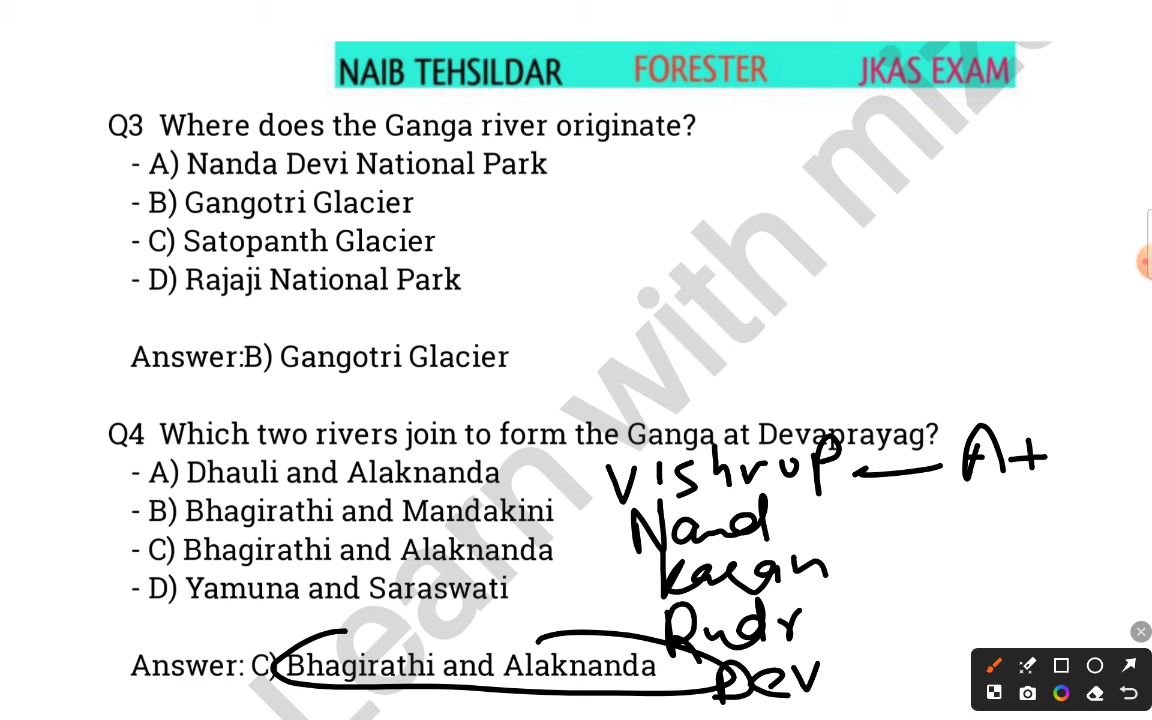 NAIB TEHSILDAR FORESTER JKAS EXAM
Q3 Where does the Ganga river originate?
- A) Nanda Devi National Park
- B) Gangotri Glacier
- C) Satopanth Glacier
- D) Rajaji National Park
Answer:B) Gangotri Glacier
Q4 Which two rivers join to form the Ganga at Devaprayag?
- A) Dhauli and Alaknanda
- B) Bhagirathi and Mandakini
- C) Bhagirathi and Alaknanda
- D) Yamuna and Saraswati
Answer: C) Bhagirathi and Alaknanda
Vishrup A+
Nand
karan
Rudr
Dev
Learn with